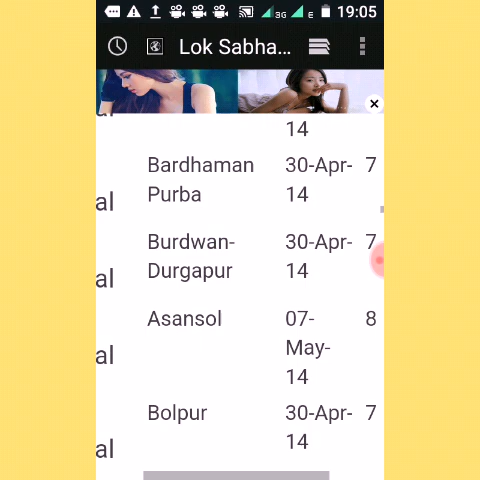 3G E 19:05
Lok Sabha...
14
Bardhaman 30-Apr- 7
Purba 14
al
Burdwan- 30-Apr- 7
Durgapur 14
al
Asansol 07- 8
May-
al
14
Bolpur 30-Apr- 7
14
al